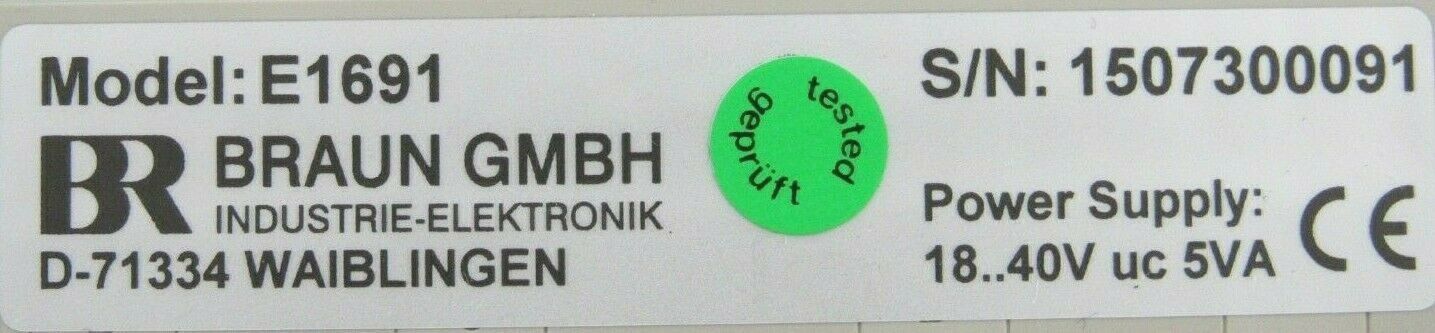 Model: E1691
BR BRAUN GMBH
INDUSTRIE-ELEKTRONIK
D-71334 WAIBLINGEN
tested
geprüft
S/N: 1507300091
Power Supply:
18..40V uc 5VA
CE